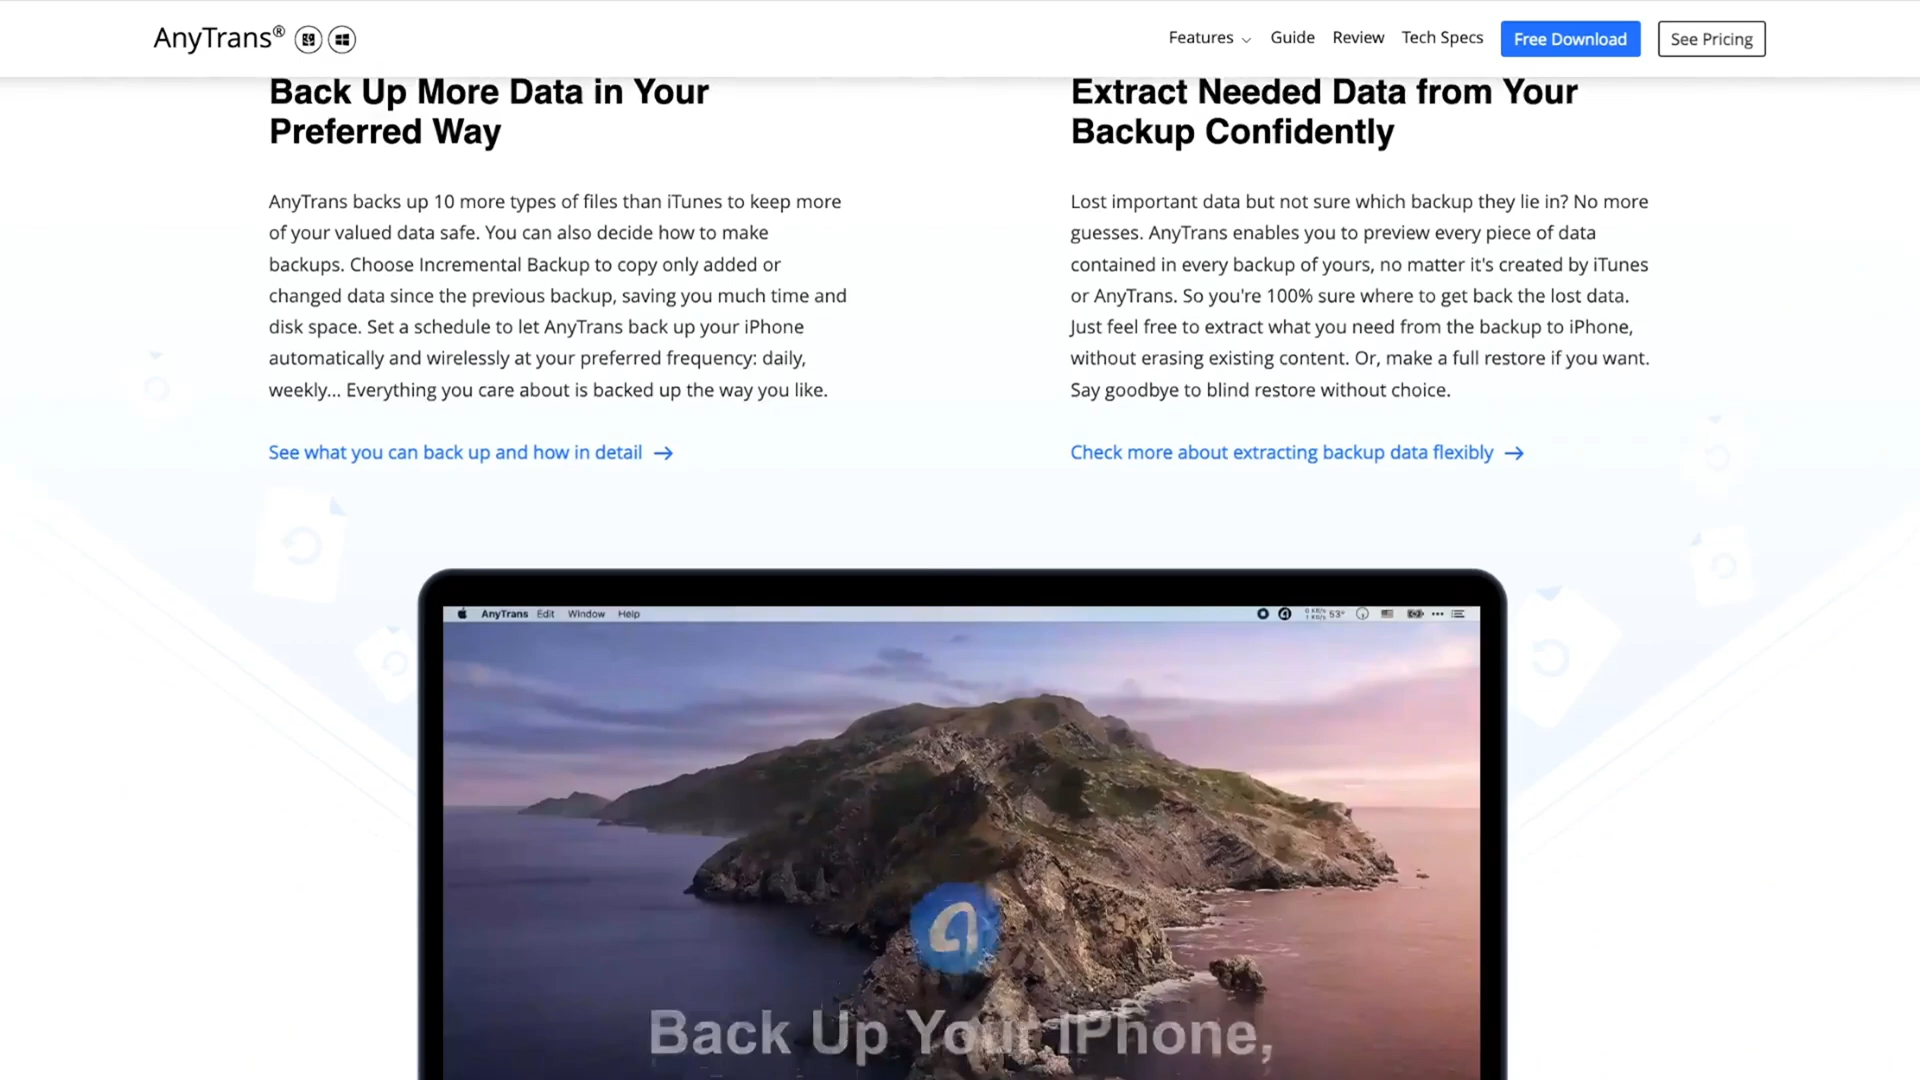 AnyTrans®
Features Guide Review Tech Specs Free Download See Pricing
Back Up More Data in Your
Preferred Way
AnyTrans backs up 10 more types of files than iTunes to keep more
of your valued data safe. You can also decide how to make
backups. Choose Incremental Backup to copy only added or
changed data since the previous backup, saving you much time and
disk space. Set a schedule to let AnyTrans back up your iPhone
automatically and wirelessly at your preferred frequency: daily,
weekly... Everything you care about is backed up the way you like.
See what you can back up and how in detail →
Extract Needed Data from Your
Backup Confidently
Lost important data but not sure which backup they lie in? No more
guesses. AnyTrans enables you to preview every piece of data
contained in every backup of yours, no matter it's created by iTunes
or AnyTrans. So you're 100% sure where to get back the lost data.
Just feel free to extract what you need from the backup to iPhone,
without erasing existing content. Or, make a full restore if you want.
Say goodbye to blind restore without choice.
Check more about extracting backup data flexibly →
AnyTrans Edit Window Help
53°
Back Up Your iPhone,